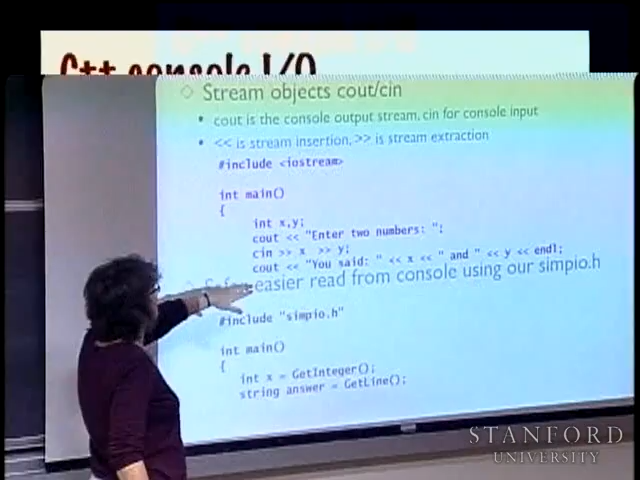 C++ console I/O
Stream objects cout/cin
• cout is the console output stream, cin for console input
• << is stream insertion, >> is stream extraction
#include <iostream>
int main()
{
int x,y;
cout << "Enter two numbers: ";
cin >> x >> y;
cout << "You said: " << x << " and " << y << endl;
easier read from console using our simpio.h
#include "simpio.h"
int main()
{
int x = GetInteger();
string answer = GetLine();
STANFORD
UNIVERSITY